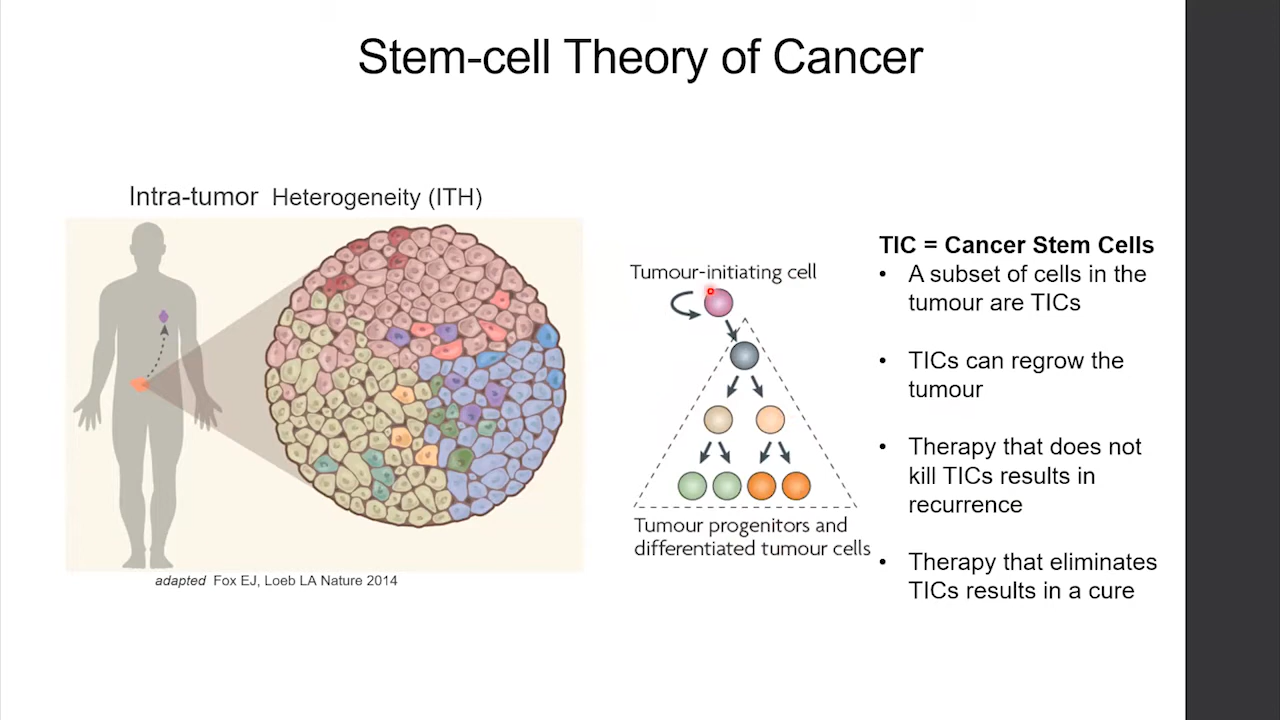 Stem-cell Theory of Cancer
Intra-tumor Heterogeneity (ITH)
adapted Fox EJ, Loeb LA Nature 2014
Tumour-initiating cell
Tumour progenitors and
differentiated tumour cells
TIC = Cancer Stem Cells
• A subset of cells in the
tumour are TICs
• TICs can regrow the
tumour
• Therapy that does not
kill TICs results in
recurrence
• Therapy that eliminates
TICs results in a cure